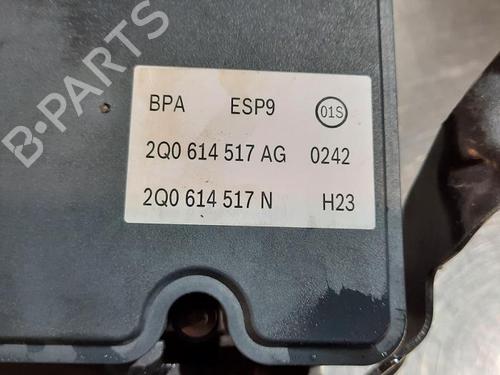 B-PARTS
BPA ESP9 01S
2Q0 614 517 AG 0242
2Q0 614 517 N H23